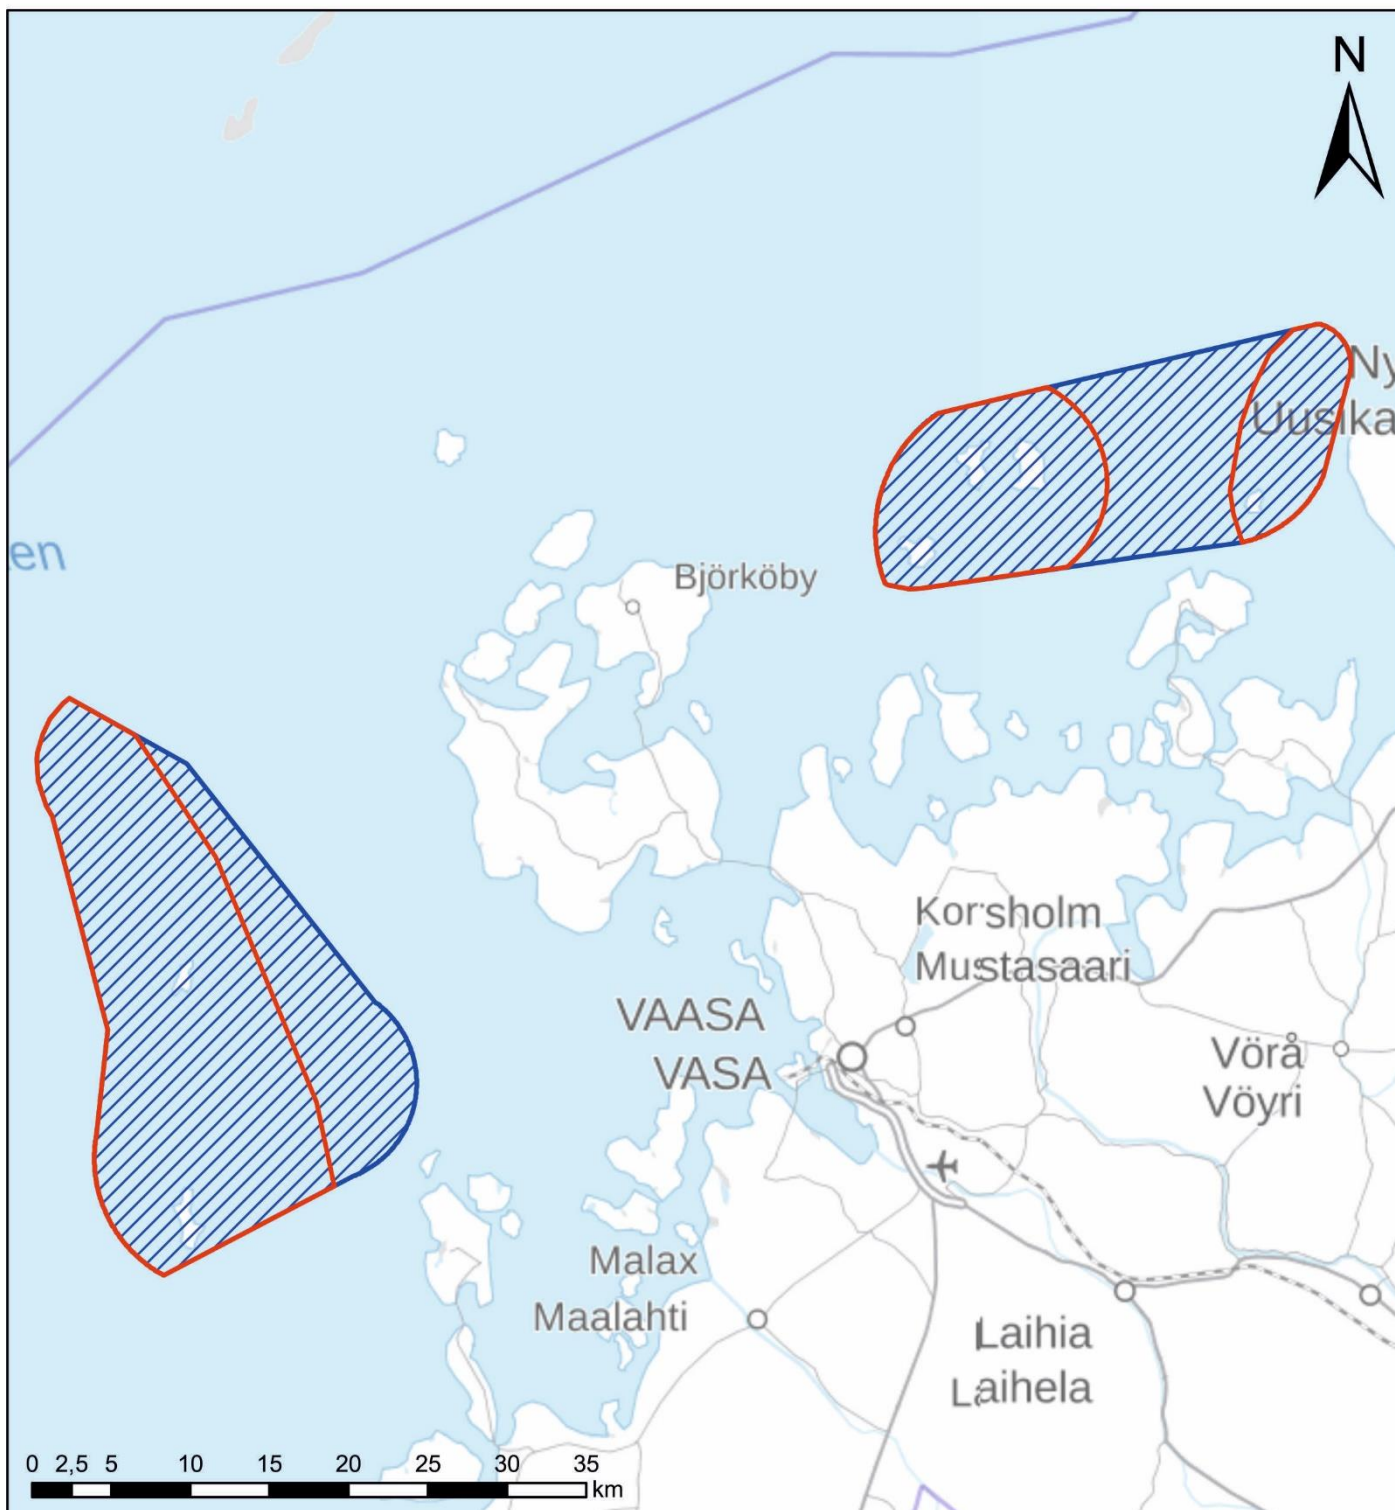 N
Ny
Uusika
en
Björköby
Korsholm
Mustasaari
VAASA
VASA
Vörå
Vöyri
Malax
Maalahti
Laihia
Laihela
0 2,5 5 10 15 20 25 30 35
km